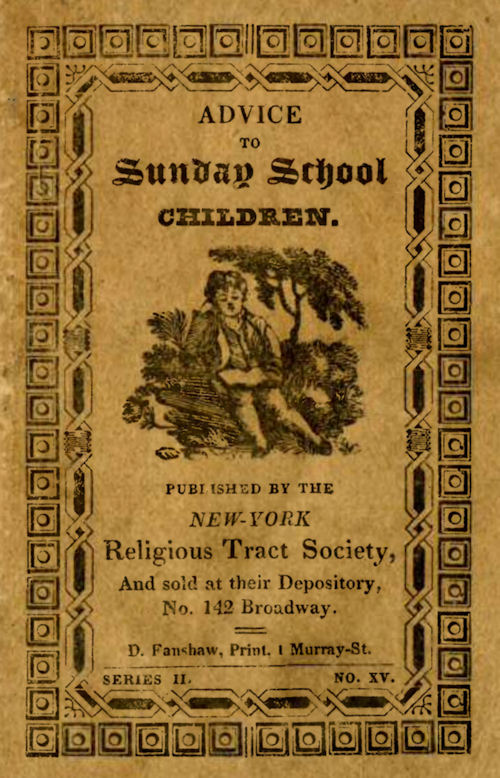 ADVICE
TO
Sunday School
CHILDREN.
PUBLISHED BY THE
NEW-YORK
Religious Tract Society,
And sold at their Depository,
No. 142 Broadway.
D. Fanshaw, Print. 1 Murray-St.
SERIES II. NO. XV.